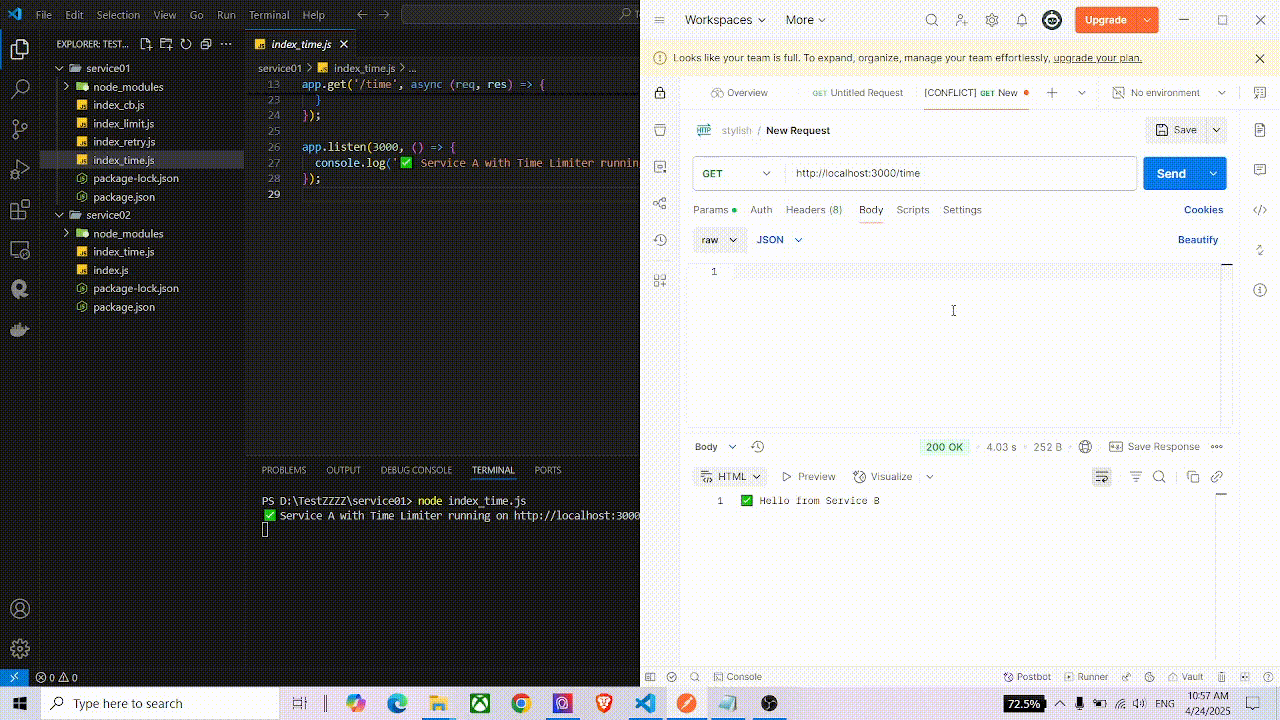 File Edit Selection View Go Run Terminal Help
EXPLORER: TEST...
service01
node_modules
index_cb.js
index_limit.js
index_retry.js
index_time.js
package-lock.json
package.json
service02
node_modules
index_time.js
index.js
package-lock.json
package.json
index_time.js
service01 > index_time.js > ...
13 app.get('/time', async (req, res) => {
23 }
24 });
25
26 app.listen(3000, () => {
27 console.log('✅ Service A with Time Limiter runnin
28 });
29
PROBLEMS OUTPUT DEBUG CONSOLE TERMINAL PORTS
PS D:\TestZZZZ\service01> node index_time.js
✅ Service A with Time Limiter running on http://localhost:3000
0 0
Workspaces More Upgrade
Looks like your team is full. To expand, organize, manage your team effortlessly, upgrade your plan.
Overview GET Untitled Request [CONFLICT] GET New No environment
HTTP stylish / New Request Save
GET http://localhost:3000/time Send
Params Auth Headers (8) Body Scripts Settings Cookies
raw JSON Beautify
1
Body 200 OK 4.03 s 252 B Save Response
HTML Preview Visualize
1 ✅ Hello from Service B
Console Postbot Runner Vault
Type here to search
72.5% ENG 10:57 AM
4/24/2025